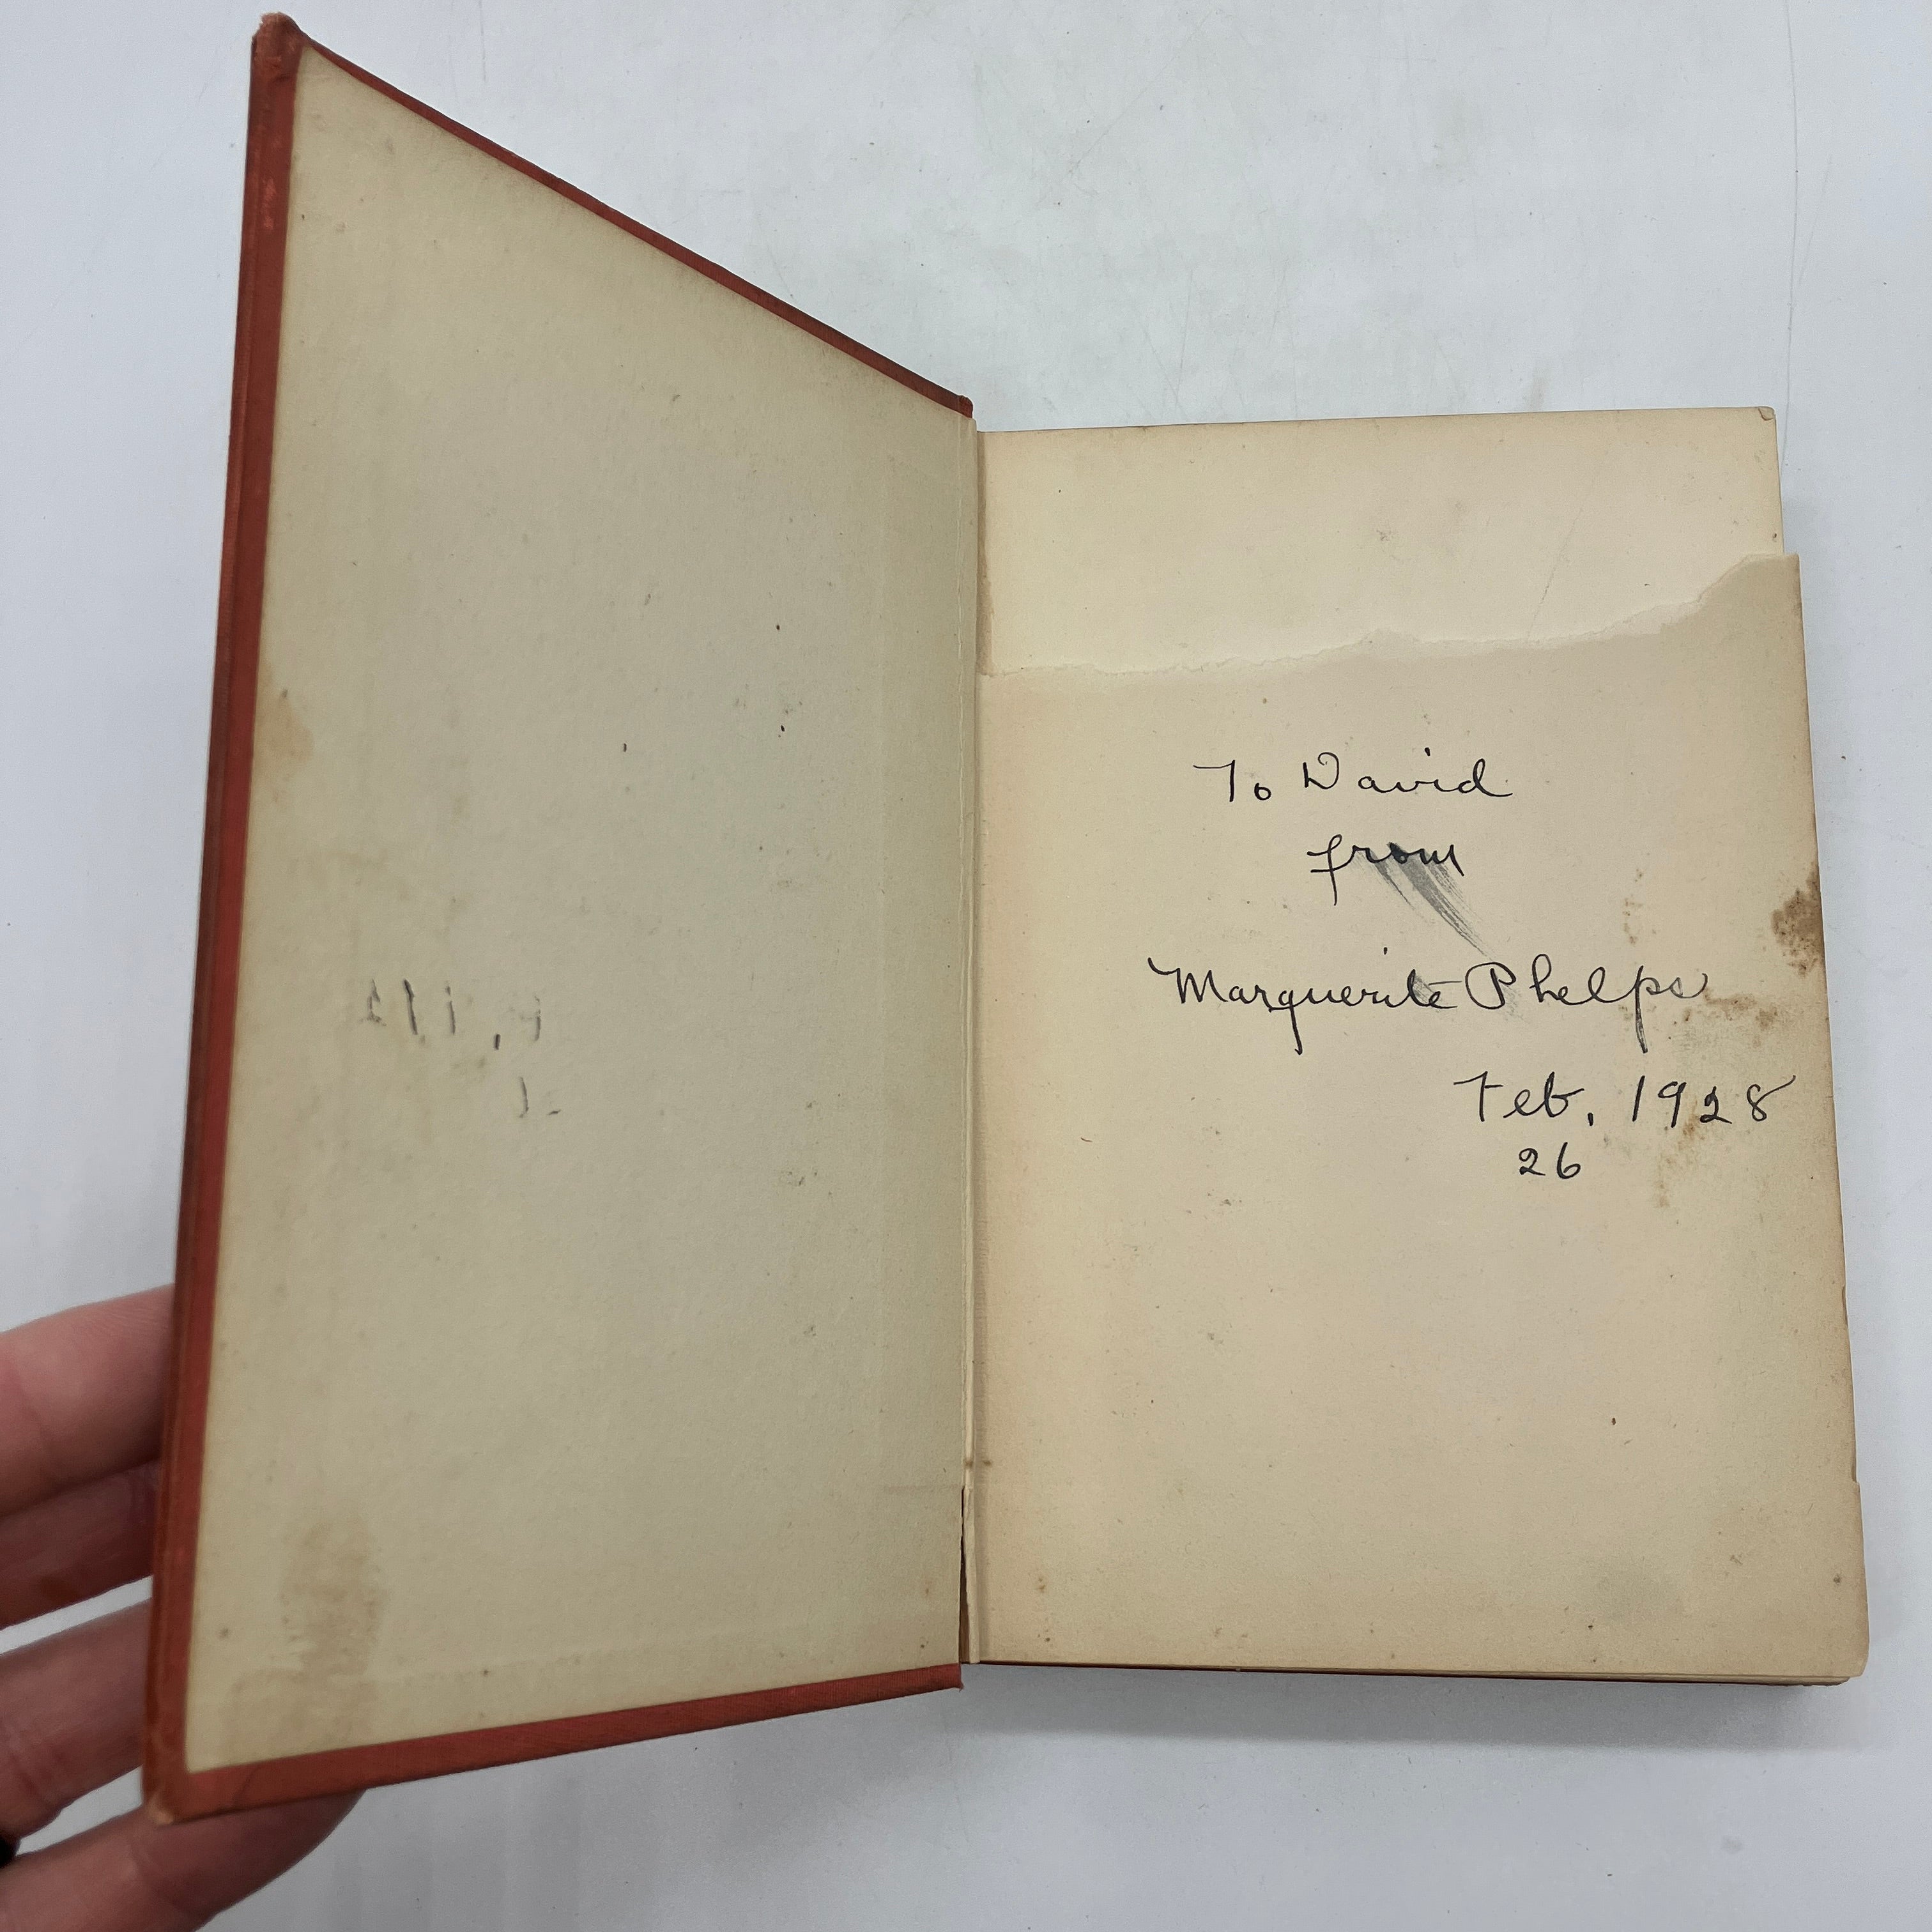 To David
from
Marguerite Phelps
Feb, 1928
26